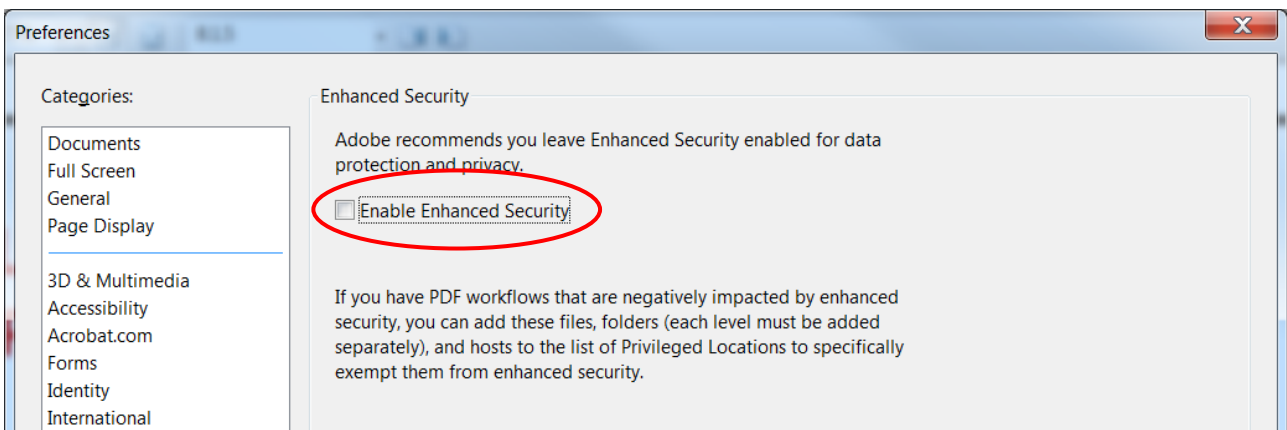 Preferences
Categories:
Documents
Full Screen
General
Page Display
3D & Multimedia
Accessibility
Acrobat.com
Forms
Identity
International
Enhanced Security
Adobe recommends you leave Enhanced Security enabled for data
protection and privacy.
Enable Enhanced Security
If you have PDF workflows that are negatively impacted by enhanced
security, you can add these files, folders (each level must be added
separately), and hosts to the list of Privileged Locations to specifically
exempt them from enhanced security.